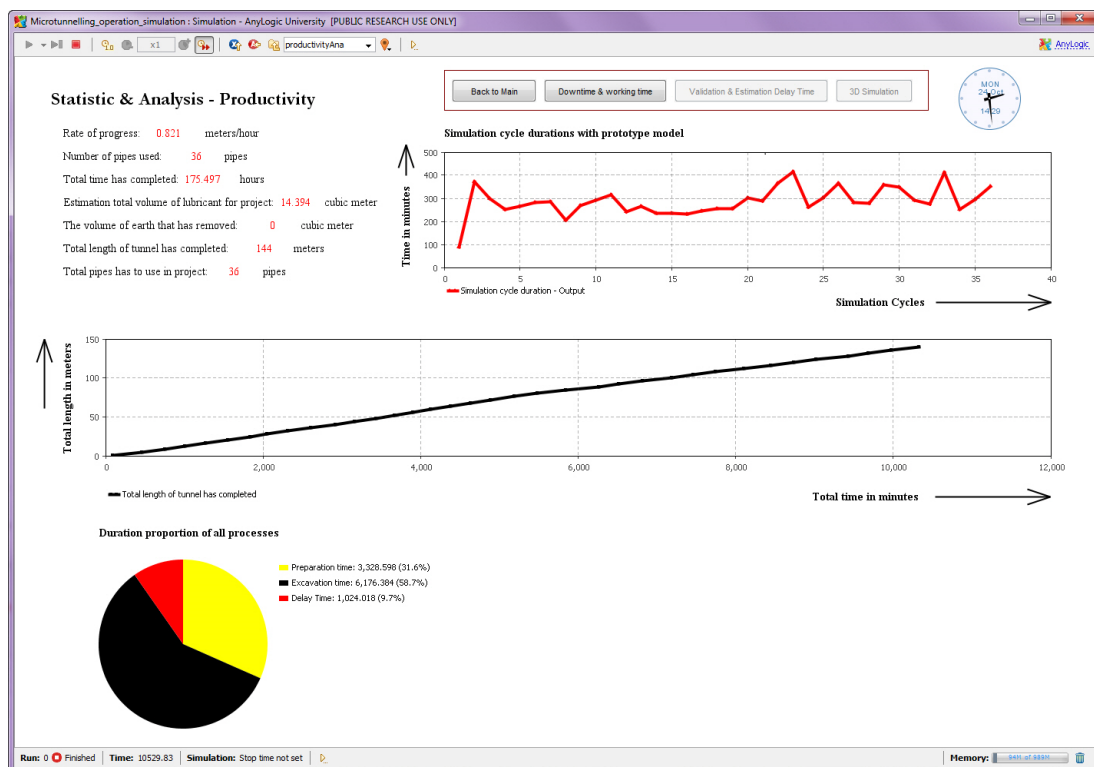 Microtunnelling_operation_simulation : Simulation - AnyLogic University [PUBLIC RESEARCH USE ONLY]
x1
productivityAna
AnyLogic
Back to Main
Downtime & working time
Validation & Estimation Delay Time
3D Simulation
MON
24 Oct
14:29
Statistic & Analysis - Productivity
Rate of progress: 0.821 meters/hour
Number of pipes used: 36 pipes
Total time has completed: 175.497 hours
Estimation total volume of lubricant for project: 14.394 cubic meter
The volume of earth that has removed: 0 cubic meter
Total length of tunnel has completed: 144 meters
Total pipes has to use in project: 36 pipes
Simulation cycle durations with prototype model
Time in minutes
500
400
300
200
100
0
0 5 10 15 20 25 30 35 40
Simulation cycle duration - Output
Simulation Cycles
Total length in meters
150
100
50
0
0 2,000 4,000 6,000 8,000 10,000 12,000
Total length of tunnel has completed
Total time in minutes
Duration proportion of all processes
Preparation time: 3,328.598 (31.6%)
Excavation time: 6,176.384 (58.7%)
Delay Time: 1,024.018 (9.7%)
Run: 0 Finished Time: 10529.83 Simulation: Stop time not set Memory: 94M of 989M